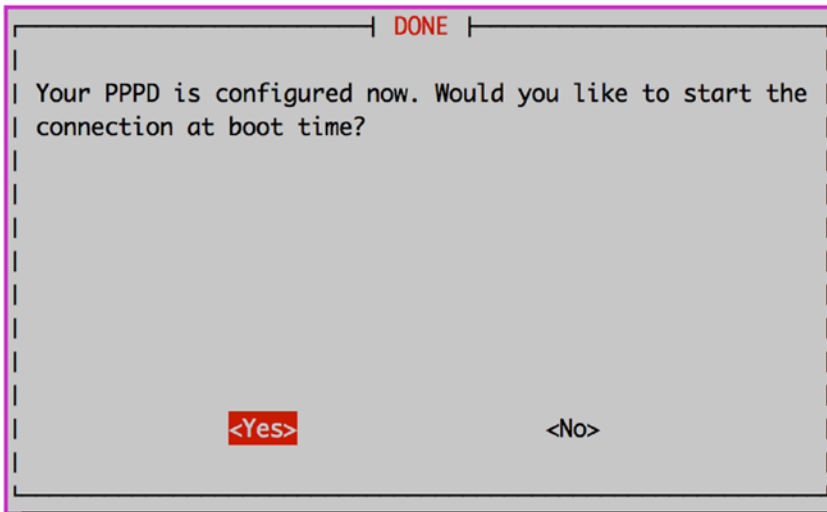 DONE
Your PPPD is configured now. Would you like to start the
connection at boot time?
<Yes> <No>